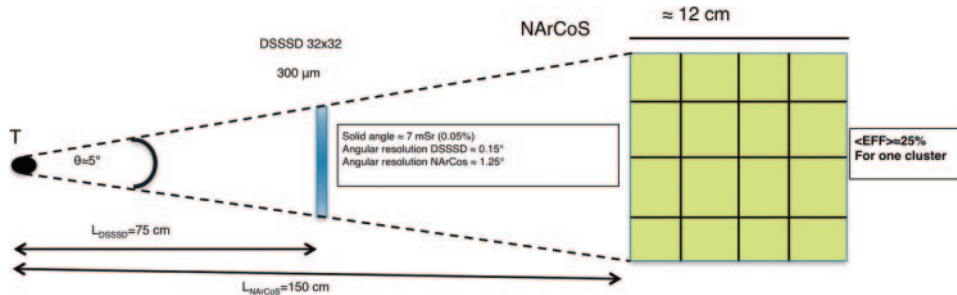 ≈ 12 cm
NArCoS
DSSSD 32x32
300 µm
T
θ≈5°
Solid angle ≈ 7 mSr (0.05%)
Angular resolution DSSSD ≈ 0.15°
Angular resolution NArCos ≈ 1.25°
<EFF>≈25%
For one cluster
L_DSSSD=75 cm
L_NArCoS=150 cm